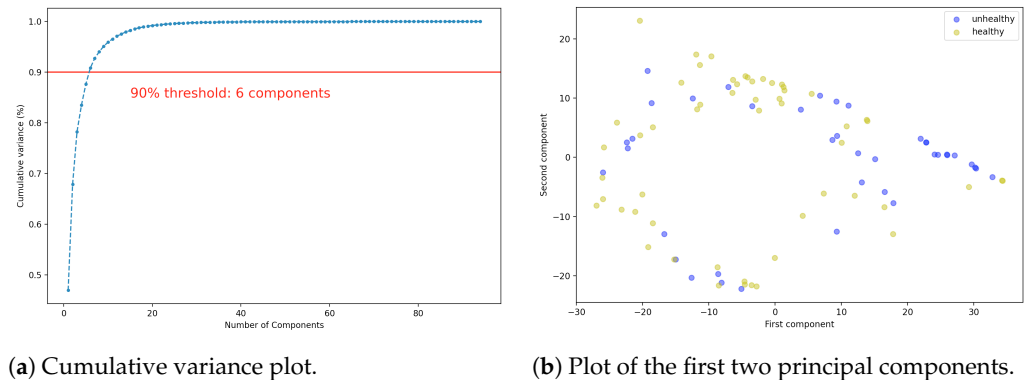 1.0
0.9
0.8
0.7
0.6
0.5
0
20
40
60
80
Cumulative variance (%)
Number of Components
90% threshold: 6 components
20
10
0
−10
−20
−30
−20
−10
0
10
20
30
Second component
First component
unhealthy
healthy
(a) Cumulative variance plot.
(b) Plot of the first two principal components.